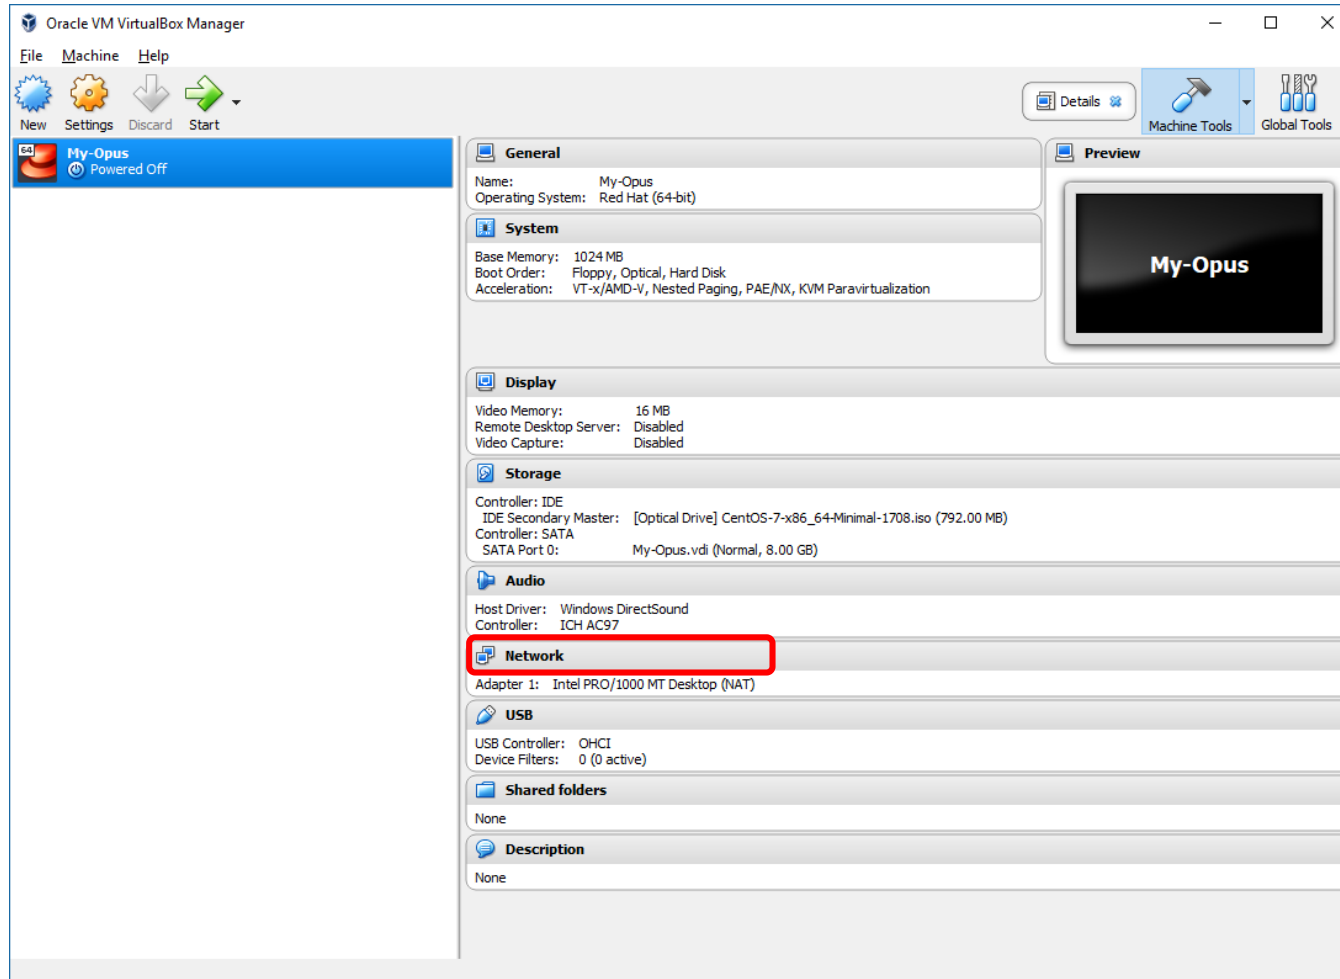 Oracle VM VirtualBox Manager
File Machine Help
New Settings Discard Start
Details Machine Tools Global Tools
64 My-Opus
Powered Off
General
Name: My-Opus
Operating System: Red Hat (64-bit)
System
Base Memory: 1024 MB
Boot Order: Floppy, Optical, Hard Disk
Acceleration: VT-x/AMD-V, Nested Paging, PAE/NX, KVM Paravirtualization
Preview
My-Opus
Display
Video Memory: 16 MB
Remote Desktop Server: Disabled
Video Capture: Disabled
Storage
Controller: IDE
IDE Secondary Master: [Optical Drive] CentOS-7-x86_64-Minimal-1708.iso (792.00 MB)
Controller: SATA
SATA Port 0: My-Opus.vdi (Normal, 8.00 GB)
Audio
Host Driver: Windows DirectSound
Controller: ICH AC97
Network
Adapter 1: Intel PRO/1000 MT Desktop (NAT)
USB
USB Controller: OHCI
Device Filters: 0 (0 active)
Shared folders
None
Description
None